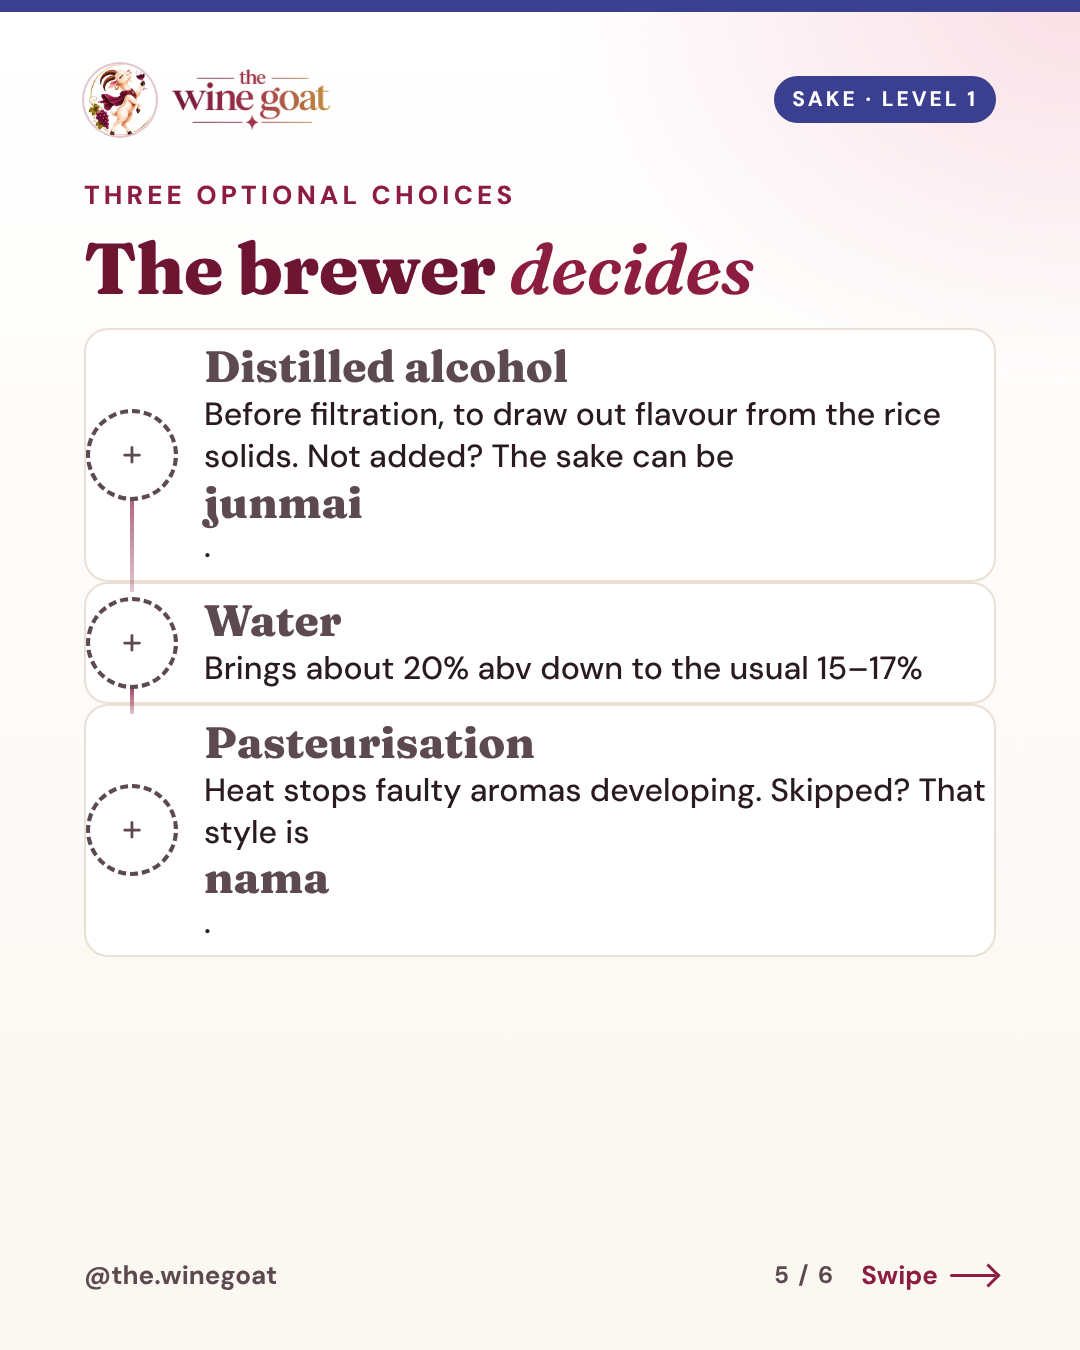 the
wine goat
SAKE · LEVEL 1
THREE OPTIONAL CHOICES
The brewer decides
Distilled alcohol
Before filtration, to draw out flavour from the rice
solids. Not added? The sake can be
junmai
.
+
Water
Brings about 20% abv down to the usual 15–17%
+
Pasteurisation
Heat stops faulty aromas developing. Skipped? That
style is
nama
.
+
@the.winegoat
5 / 6 Swipe